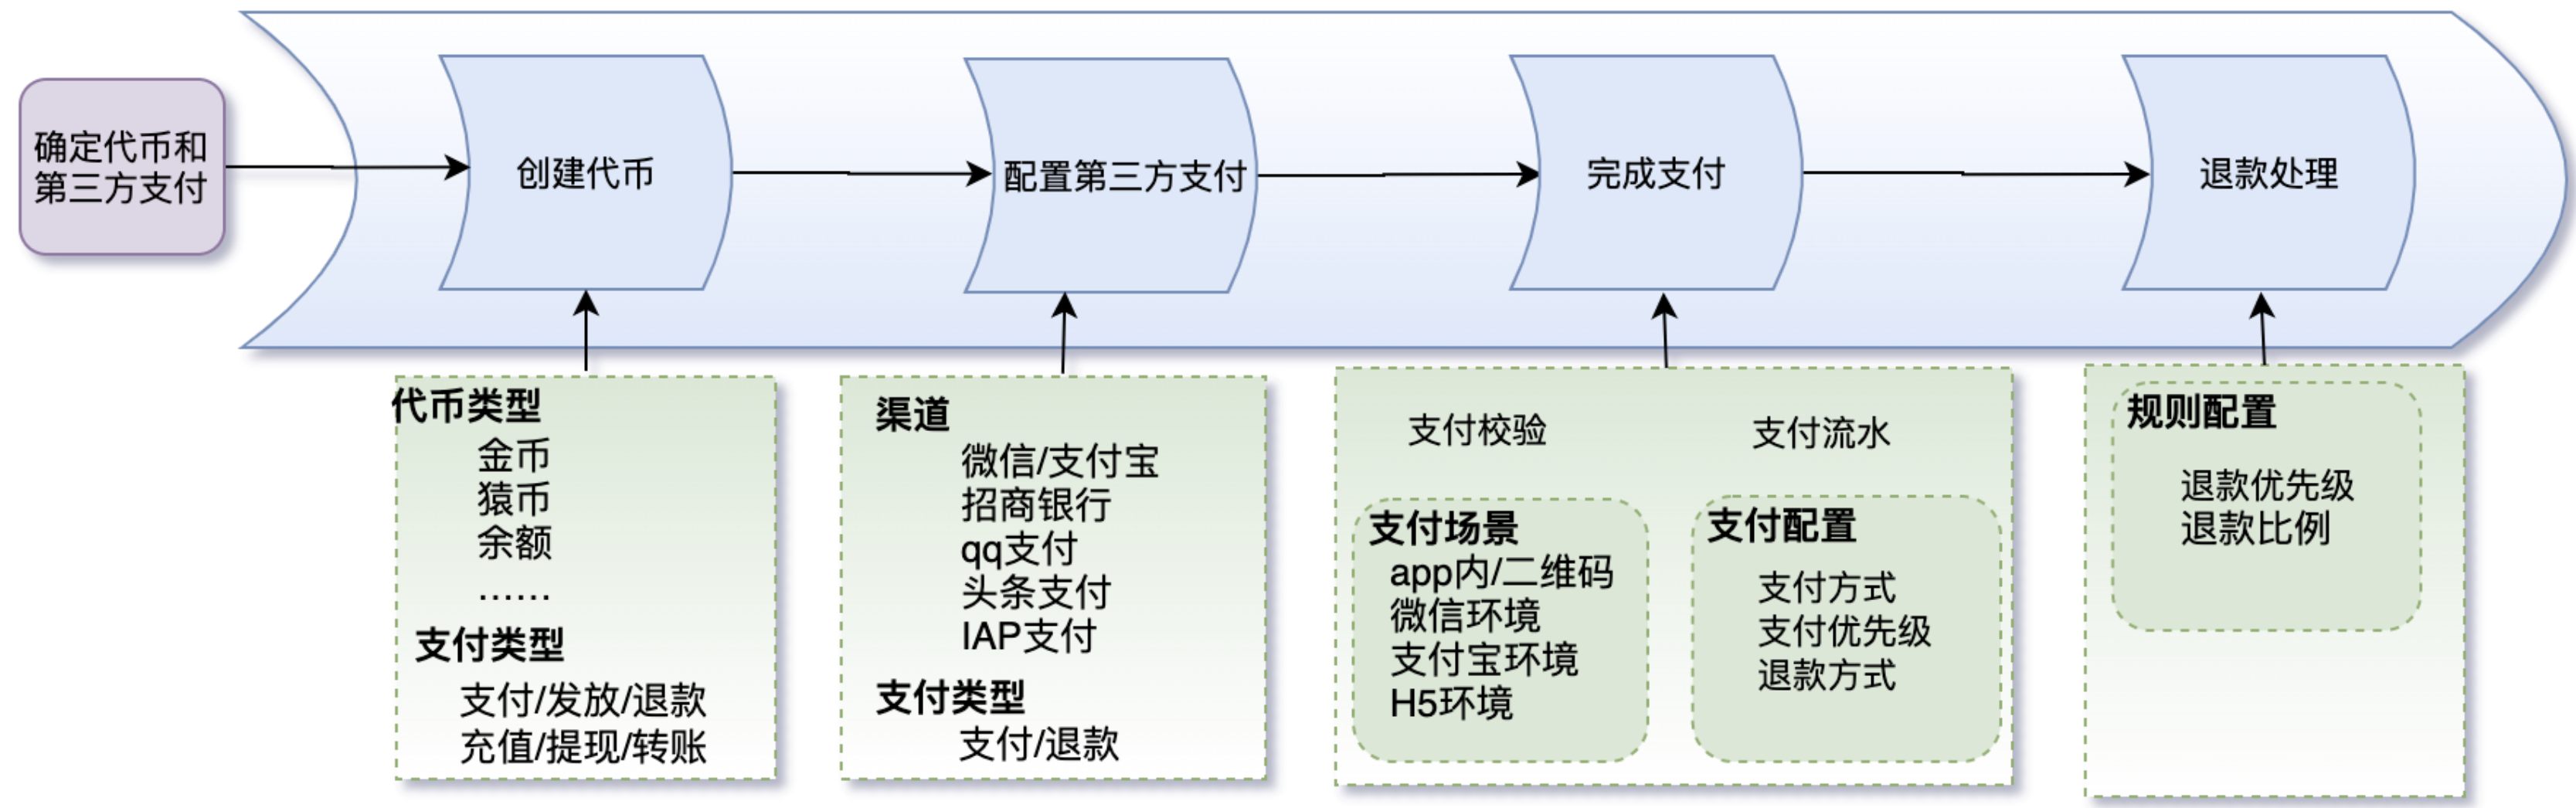 确定代币和
第三方支付
创建代币
配置第三方支付
完成支付
退款处理
代币类型
金币
猿币
余额
......
支付类型
支付/发放/退款
充值/提现/转账
渠道
微信/支付宝
招商银行
qq支付
头条支付
IAP支付
支付类型
支付/退款
支付校验
支付流水
支付场景
app内/二维码
微信环境
支付宝环境
H5环境
支付配置
支付方式
支付优先级
退款方式
规则配置
退款优先级
退款比例